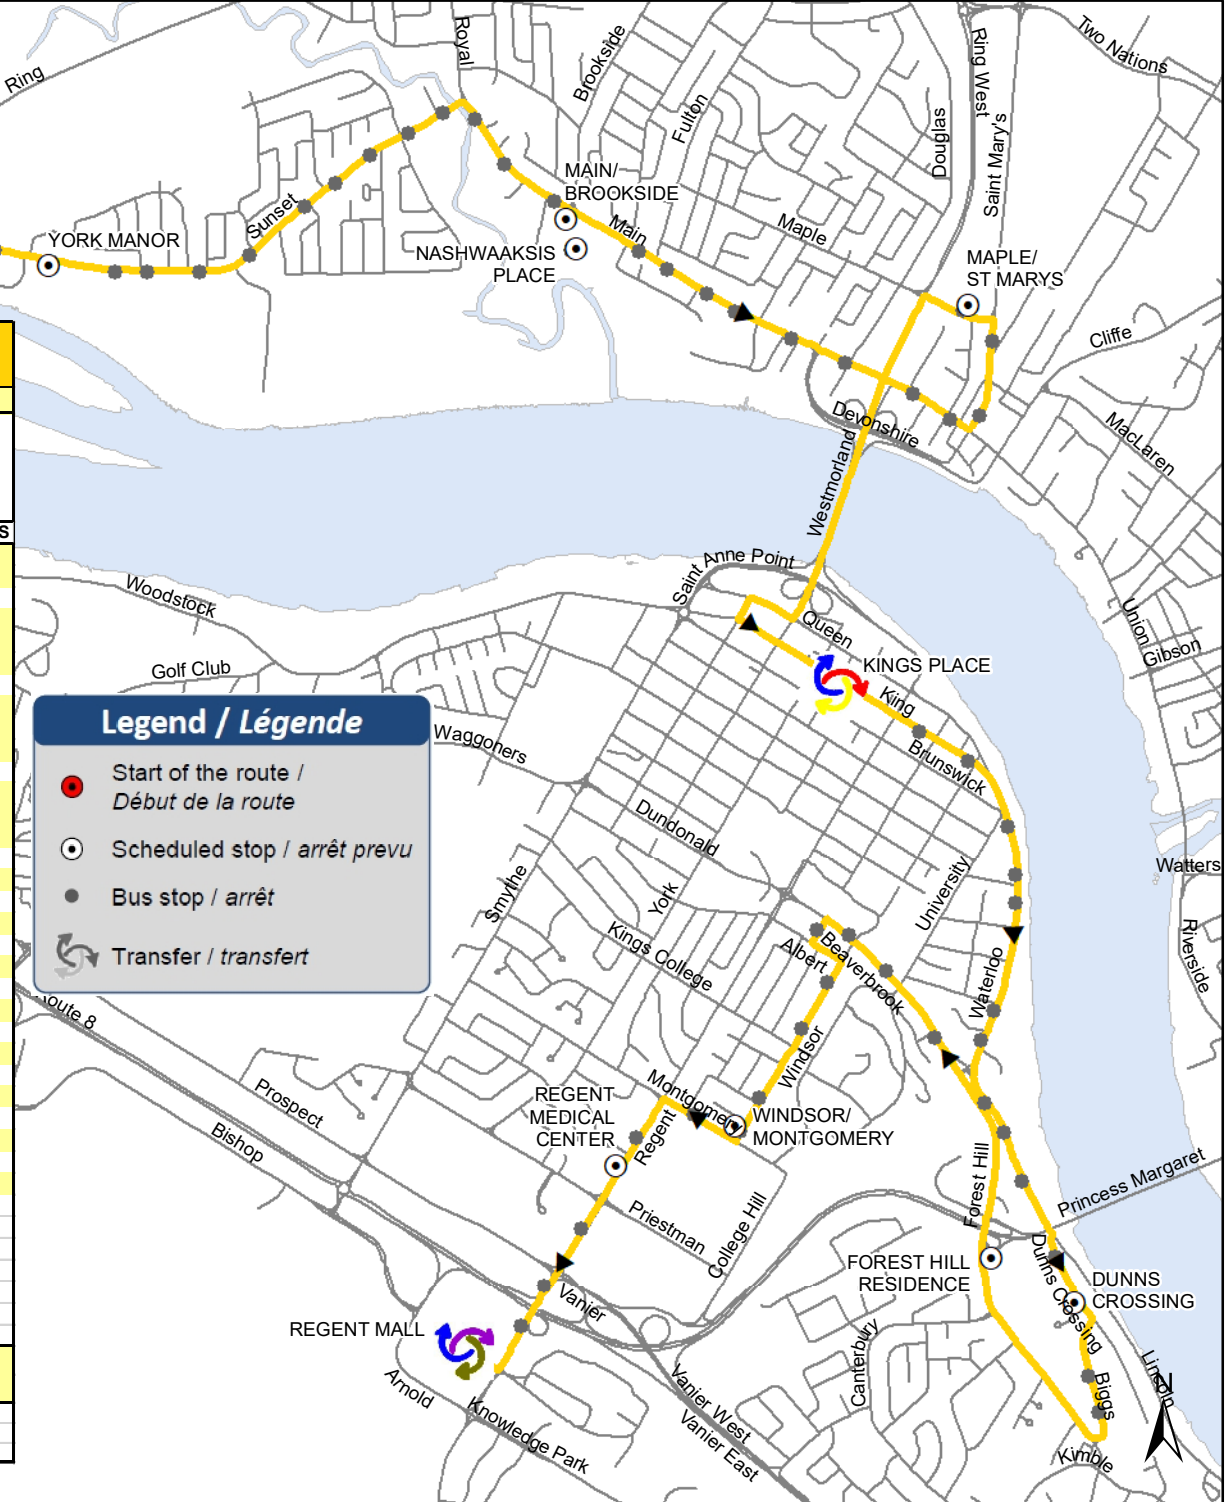 Ring
Royal
Brookside
Fulton
Douglas
Ring West
Saint Mary's
Two Nations
MAIN/
BROOKSIDE
Main
Maple
NASHWAAKSIS
PLACE
YORK MANOR
Sunset
MAPLE/
ST MARYS
Cliffe
MacLaren
Devonshire
Westmorland
S
Saint Anne Point
Woodstock
Golf Club
Queen
KINGS PLACE
King
Brunswick
Union
Gibson
Legend / Légende
Start of the route /
Début de la route
Scheduled stop / arrêt prevu
Bus stop / arrêt
Transfer / transfert
Waggoners
Dundonald
Smythe
York
Kings College
University
Albert
Beaverbrook
Waterloo
Watters
Riverside
oute 8
Windsor
Prospect
Bishop
REGENT
MEDICAL
CENTER
Montgomery
Regent
WINDSOR/
MONTGOMERY
Priestman
College Hill
Forest Hill
Princess Margaret
FOREST HILL
RESIDENCE
Dunns Crossing
DUNNS
CROSSING
Vanier
REGENT MALL
Arnold
Knowledge Park
Vanier West
Vanier East
Canterbury
Biggs
Lincoln
Kimble
N